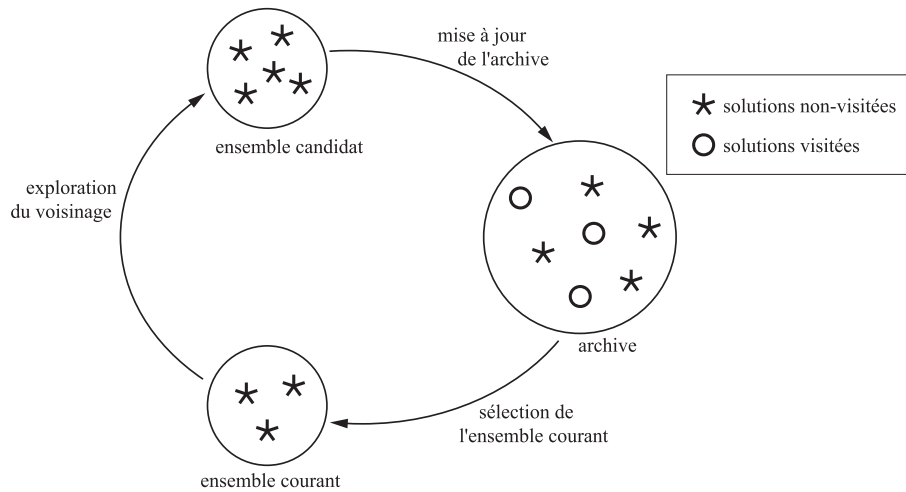 mise à jour
de l'archive
solutions non-visitées
solutions visitées
ensemble candidat
exploration
du voisinage
archive
sélection de
l'ensemble courant
ensemble courant